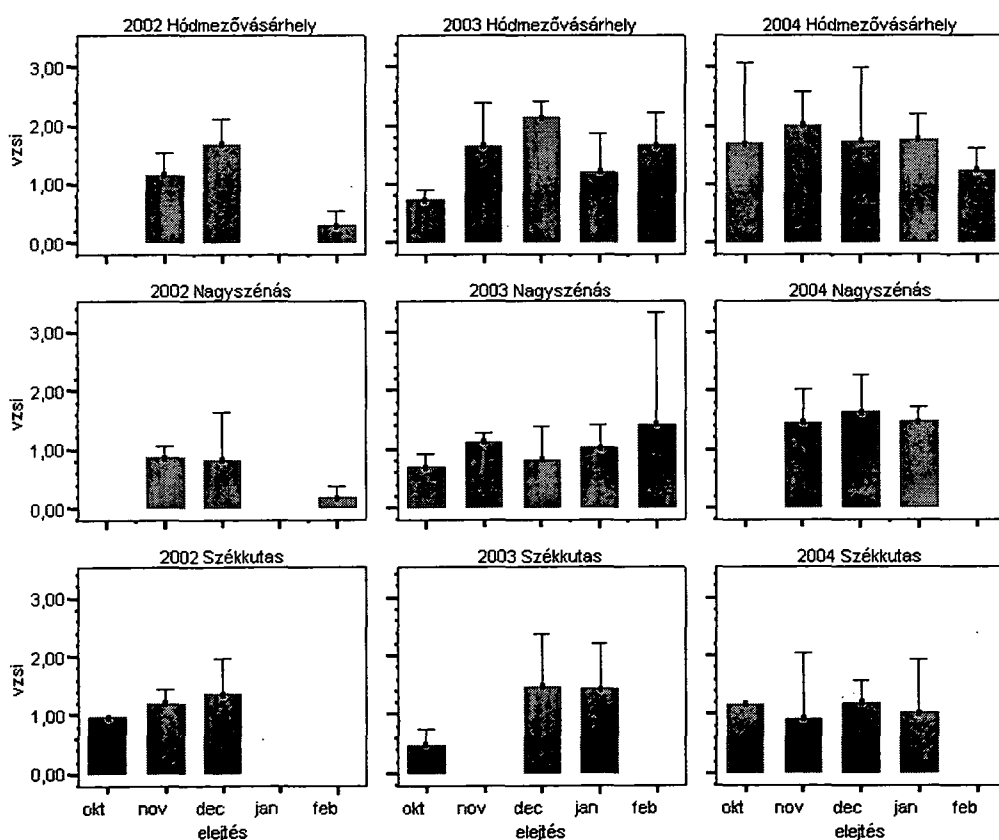 2002 Hódmezővásárhely
2003 Hódmezővásárhely
2004 Hódmezővásárhely
vzsi
3,00
2,00
1,00
0,00
2002 Nagyszénás
2003 Nagyszénás
2004 Nagyszénás
vzsi
3,00
2,00
1,00
0,00
2002 Székkutas
2003 Székkutas
2004 Székkutas
vzsi
3,00
2,00
1,00
0,00
okt nov dec jan feb
okt nov dec jan feb
okt nov dec jan feb
elejtés
elejtés
elejtés